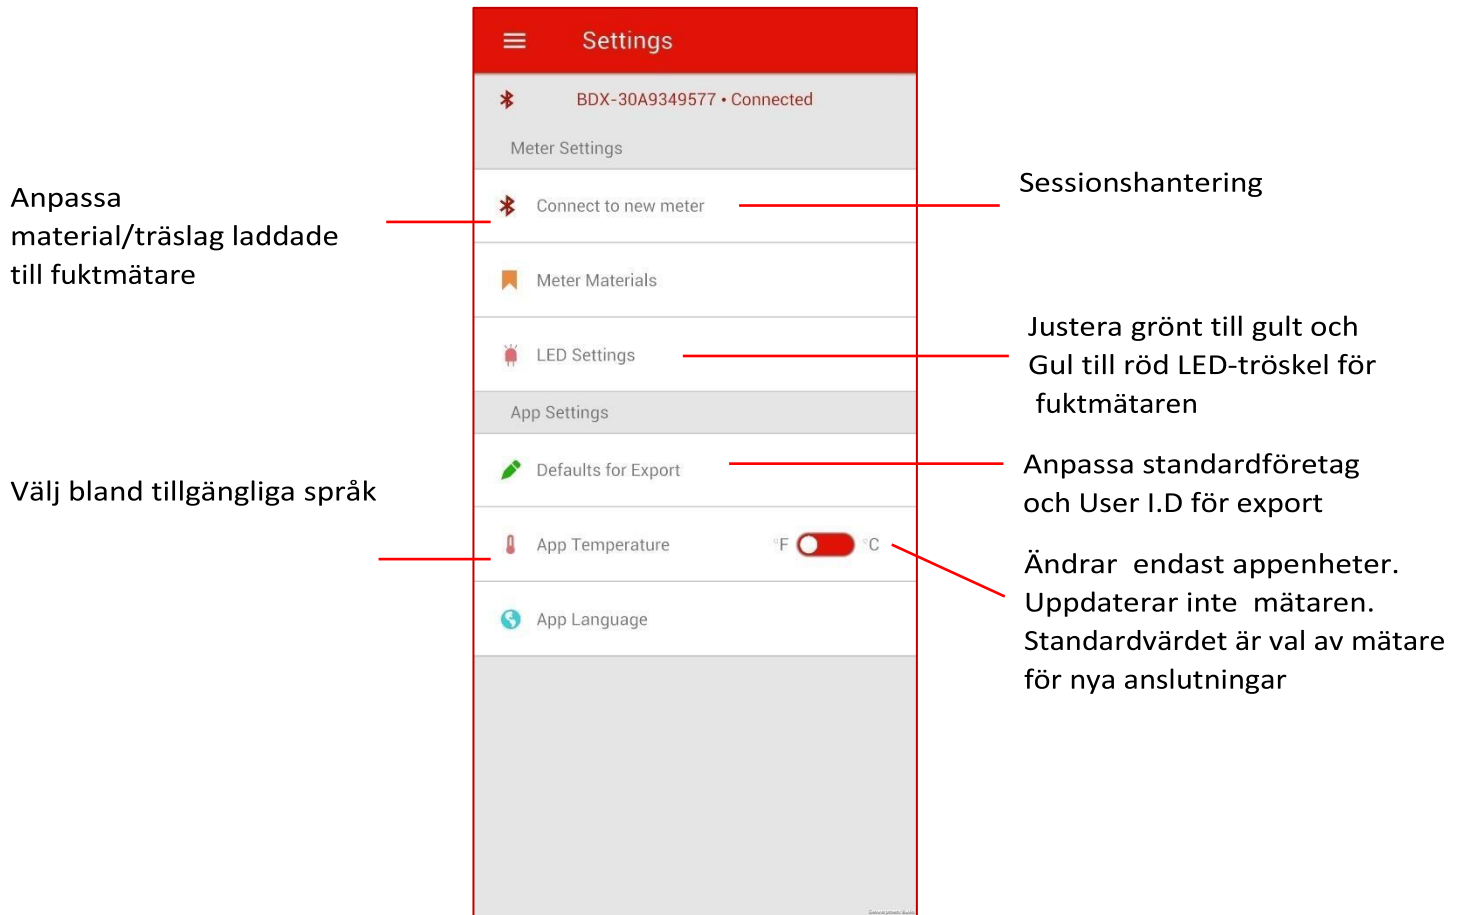 Settings
BDX-30A9349577 • Connected
Meter Settings
Connect to new meter
Meter Materials
LED Settings
App Settings
Defaults for Export
App Temperature
°F
°C
App Language
Anpassa
material/träslag laddade
till fuktmätare
Välj bland tillgängliga språk
Sessionshantering
Justera grönt till gult och
Gul till röd LED-tröskel för
fuktmätaren
Anpassa standardföretag
och User I.D för export
Ändrar endast appenheter.
Uppdaterar inte mätaren.
Standardvärdet är val av mätare
för nya anslutningar